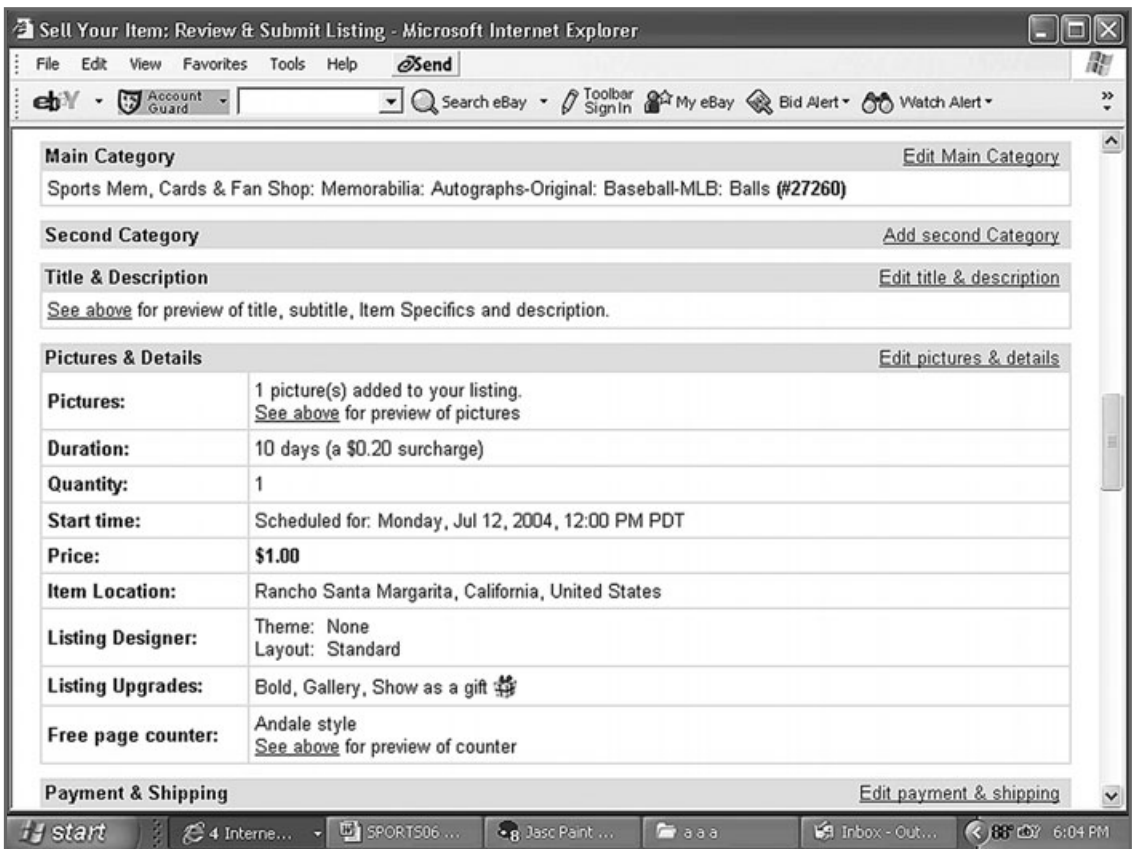 Sell Your Item: Review & Submit Listing - Microsoft Internet Explorer
File Edit View Favorites Tools Help Send
ebY Account Guard Search eBay Toolbar Sign In My eBay Bid Alert Watch Alert
Main Category Edit Main Category
Sports Mem, Cards & Fan Shop: Memorabilia: Autographs-Original: Baseball-MLB: Balls (#27260)
Second Category Add second Category
Title & Description Edit title & description
See above for preview of title, subtitle, Item Specifics and description.
Pictures & Details Edit pictures & details
Pictures: 1 picture(s) added to your listing.
See above for preview of pictures
Duration: 10 days (a $0.20 surcharge)
Quantity: 1
Start time: Scheduled for: Monday, Jul 12, 2004, 12:00 PM PDT
Price: $1.00
Item Location: Rancho Santa Margarita, California, United States
Listing Designer: Theme: None
Layout: Standard
Listing Upgrades: Bold, Gallery, Show as a gift
Free page counter: Andale style
See above for preview of counter
Payment & Shipping Edit payment & shipping
start 4 Interne... SPORTS06 ... Jasc Paint ... a a a Inbox - Out... 88° 6:04 PM